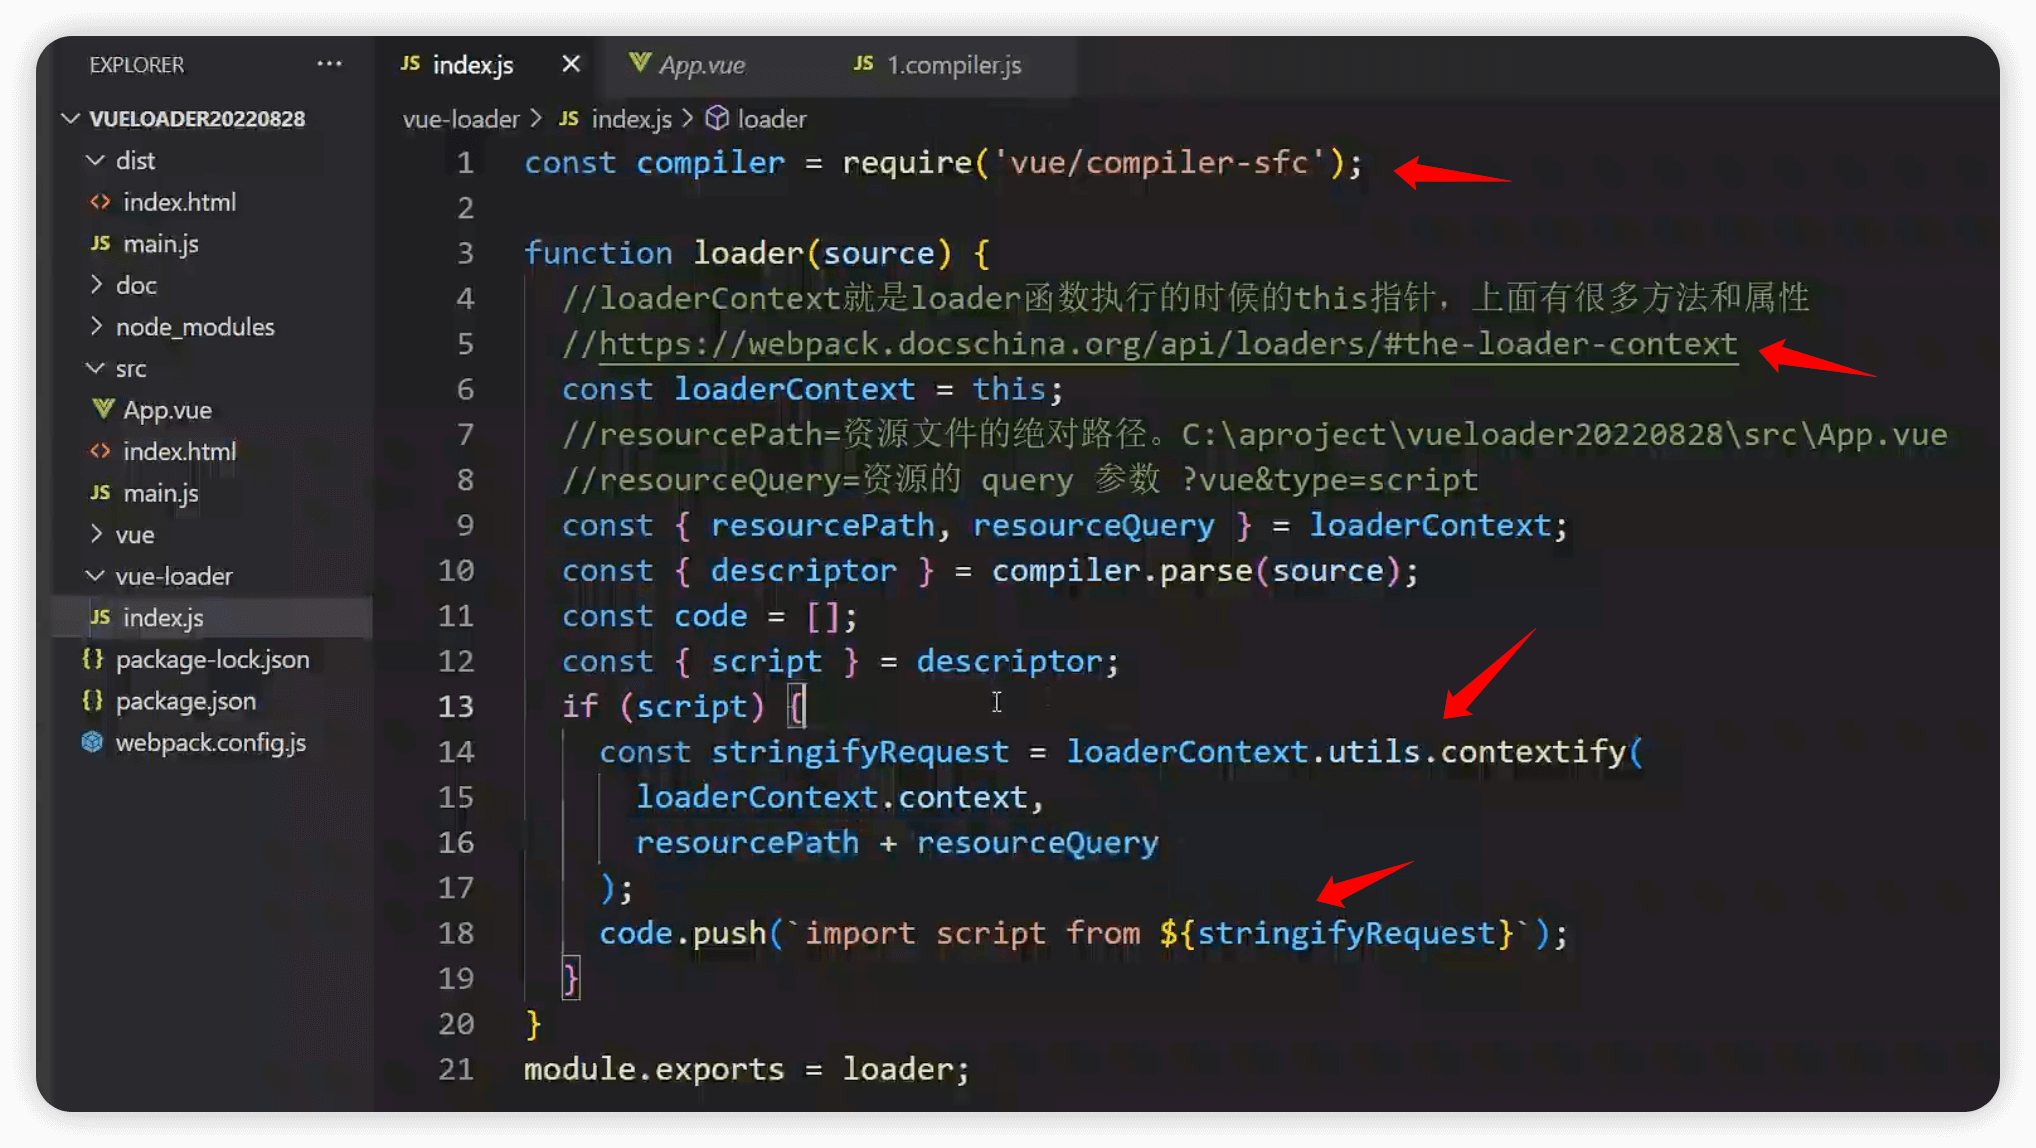 EXPLORER ···
VUELOADER20220828
dist
index.html
JS main.js
doc
node_modules
src
App.vue
index.html
JS main.js
vue
vue-loader
JS index.js
{} package-lock.json
{} package.json
webpack.config.js
JS index.js × App.vue JS 1.compiler.js
vue-loader > JS index.js > loader
1 const compiler = require('vue/compiler-sfc');
2
3 function loader(source) {
4 //loaderContext就是loader函数执行的时候的this指针，上面有很多方法和属性
5 //https://webpack.docschina.org/api/loaders/#the-loader-context
6 const loaderContext = this;
7 //resourcePath=资源文件的绝对路径。C:\aproject\vueloader20220828\src\App.vue
8 //resourceQuery=资源的 query 参数 ?vue&type=script
9 const { resourcePath, resourceQuery } = loaderContext;
10 const { descriptor } = compiler.parse(source);
11 const code = [];
12 const { script } = descriptor;
13 if (script) {
14 const stringifyRequest = loaderContext.utils.contextify(
15 loaderContext.context,
16 resourcePath + resourceQuery
17 );
18 code.push(`import script from ${stringifyRequest}`);
19 }
20 }
21 module.exports = loader;